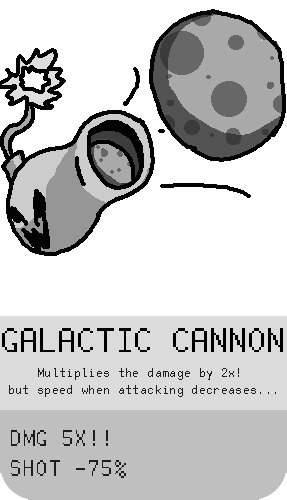 GALACTIC CANNON
Multiplies the damage by 2x!
but speed when attacking decreases...
DMG 5X!!
SHOT -75%